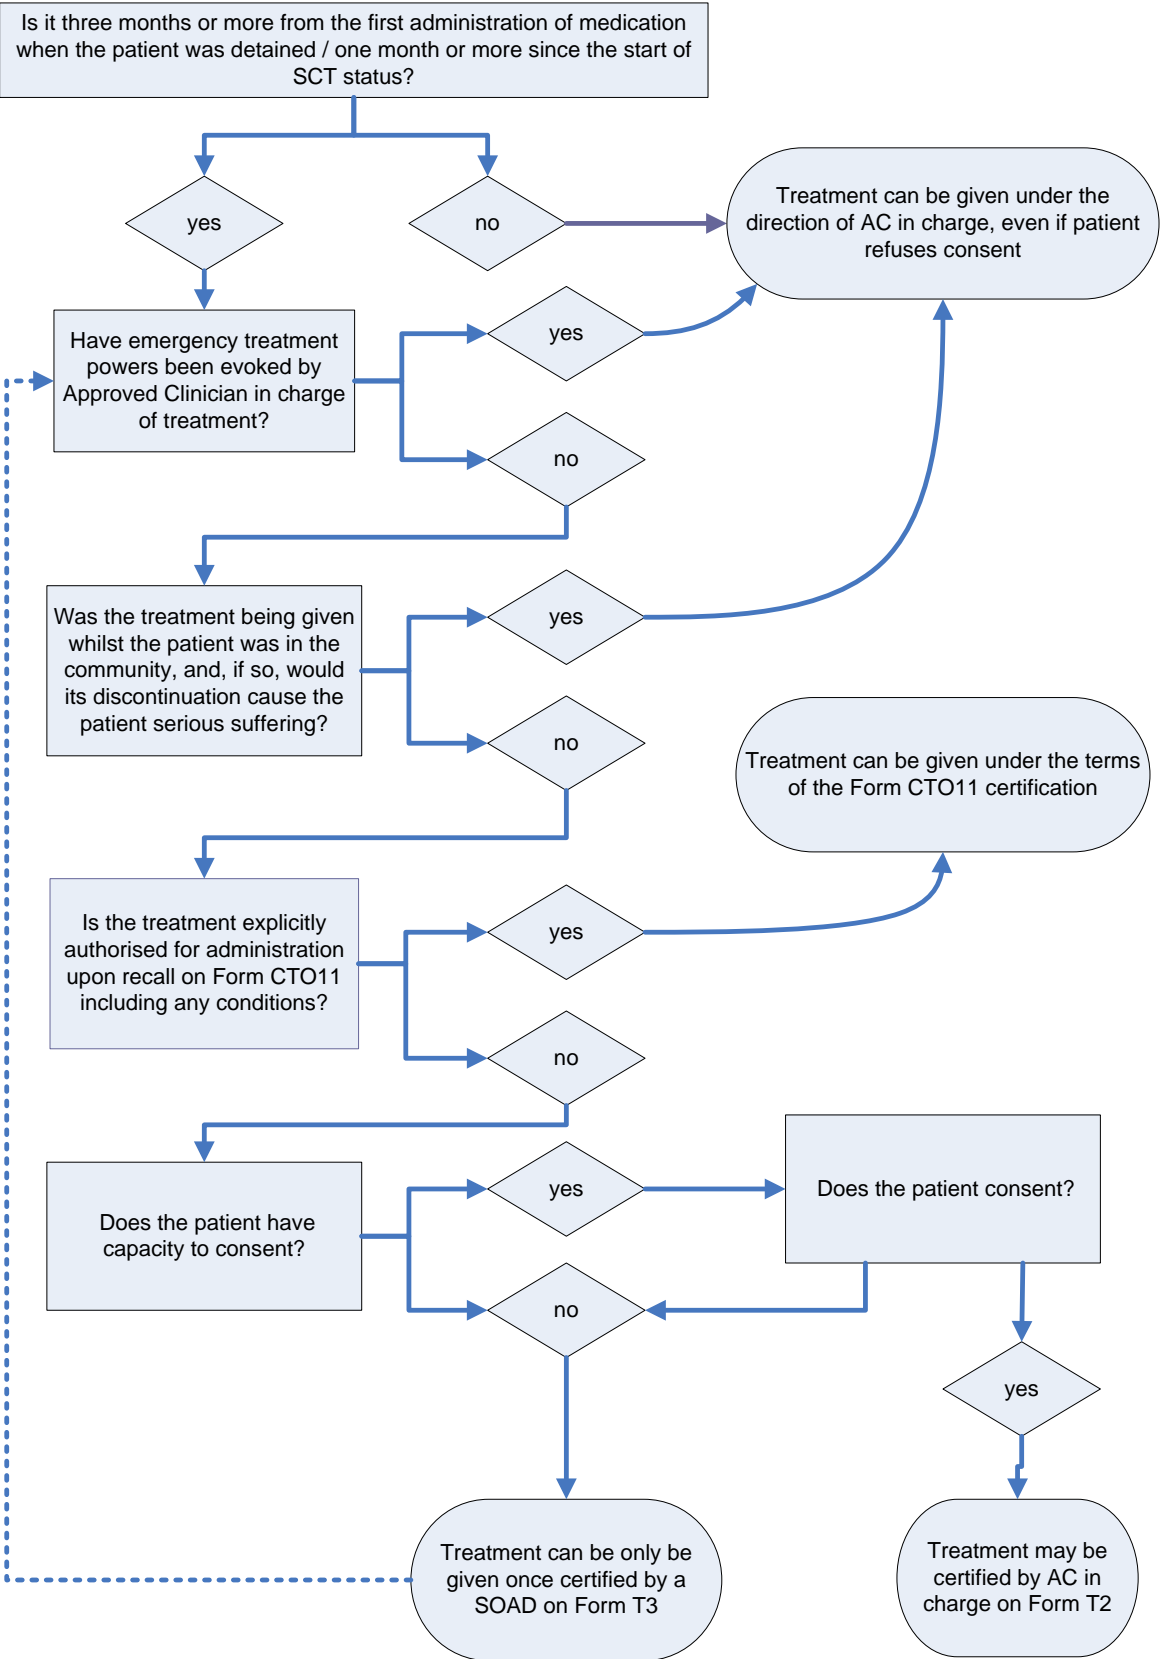 Is it three months or more from the first administration of medication
when the patient was detained / one month or more since the start of
SCT status?
yes
no
Treatment can be given under the
direction of AC in charge, even if patient
refuses consent
Have emergency treatment
powers been evoked by
Approved Clinician in charge
of treatment?
yes
no
Was the treatment being given
whilst the patient was in the
community, and, if so, would
its discontinuation cause the
patient serious suffering?
yes
no
Treatment can be given under the terms
of the Form CTO11 certification
Is the treatment explicitly
authorised for administration
upon recall on Form CTO11
including any conditions?
yes
no
Does the patient have
capacity to consent?
yes
no
Does the patient consent?
yes
Treatment can be only be
given once certified by a
SOAD on Form T3
Treatment may be
certified by AC in
charge on Form T2